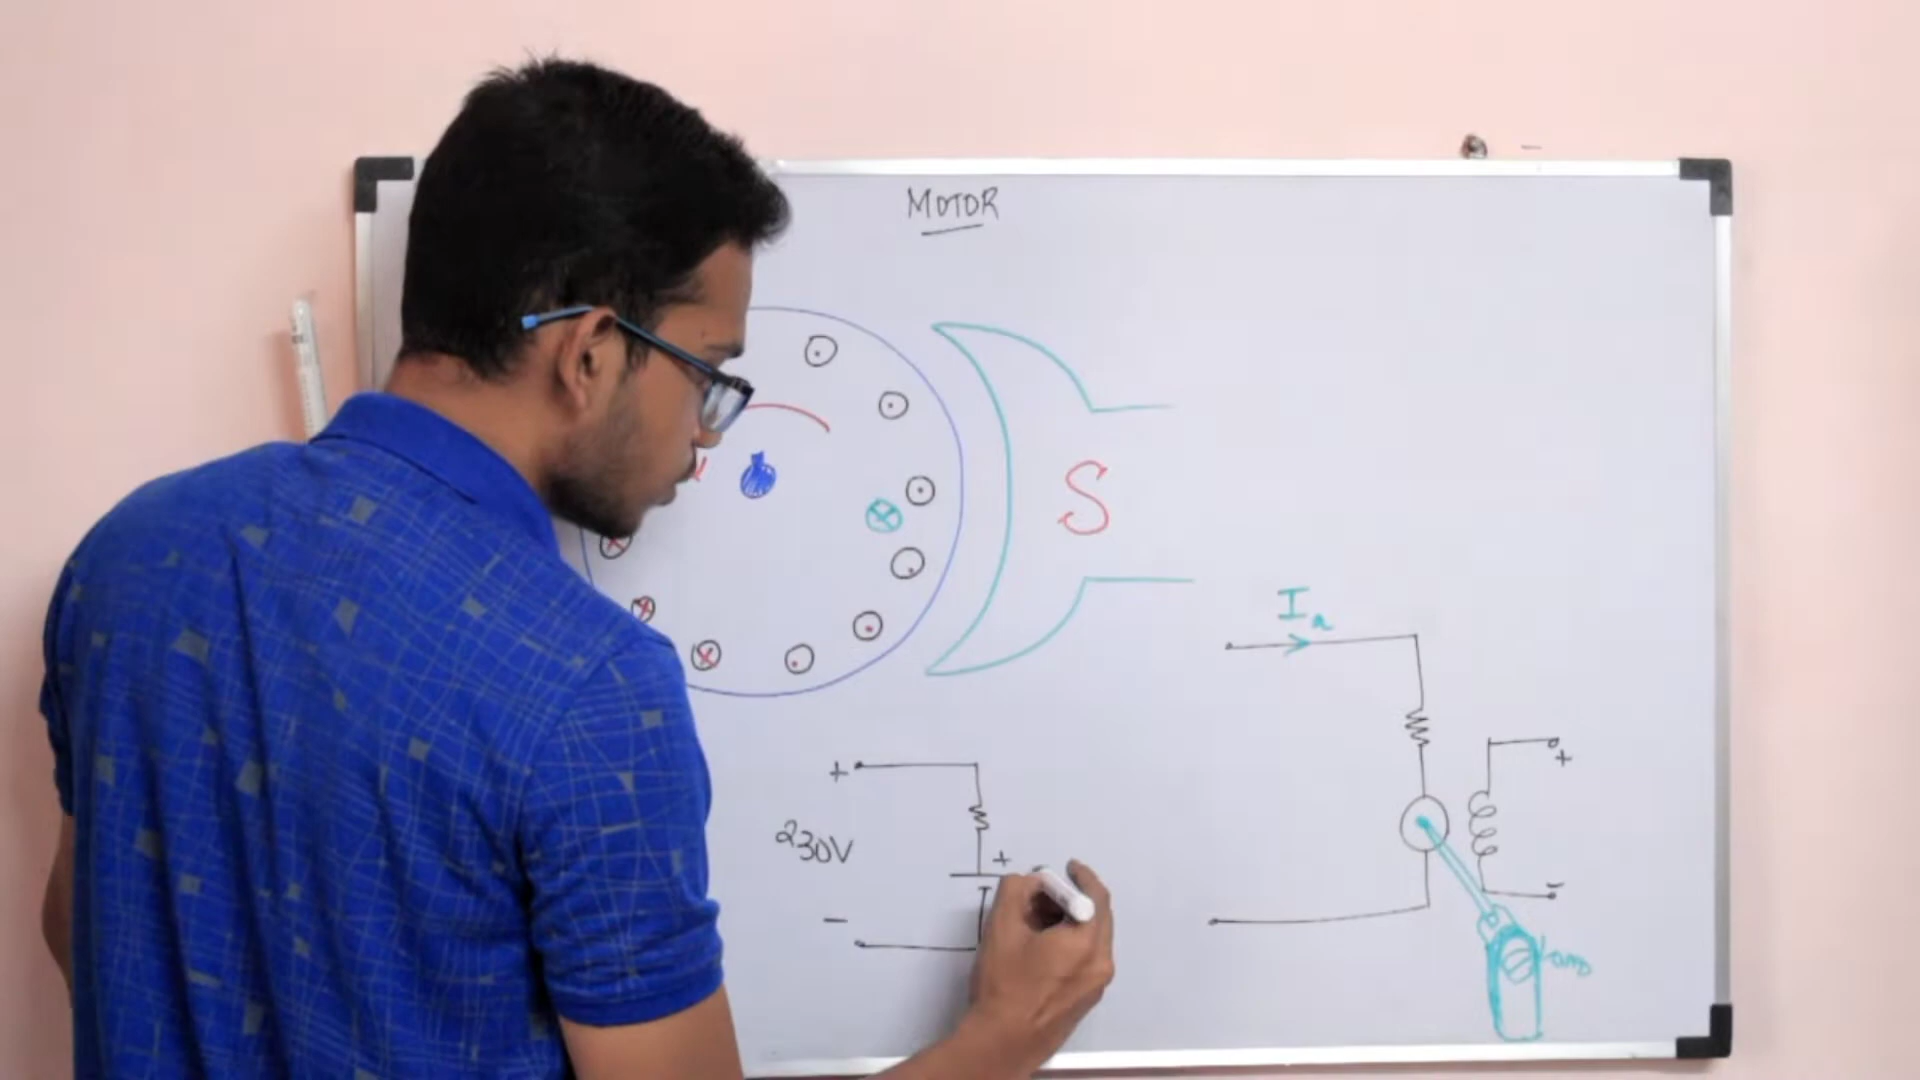 MOTOR
S
Ia
+
+
230V
+
-
-